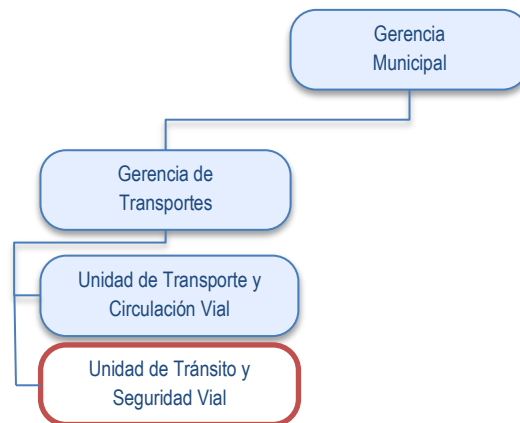 Gerencia
Municipal
Gerencia de
Transportes
Unidad de Transporte y
Circulación Vial
Unidad de Tránsito y
Seguridad Vial